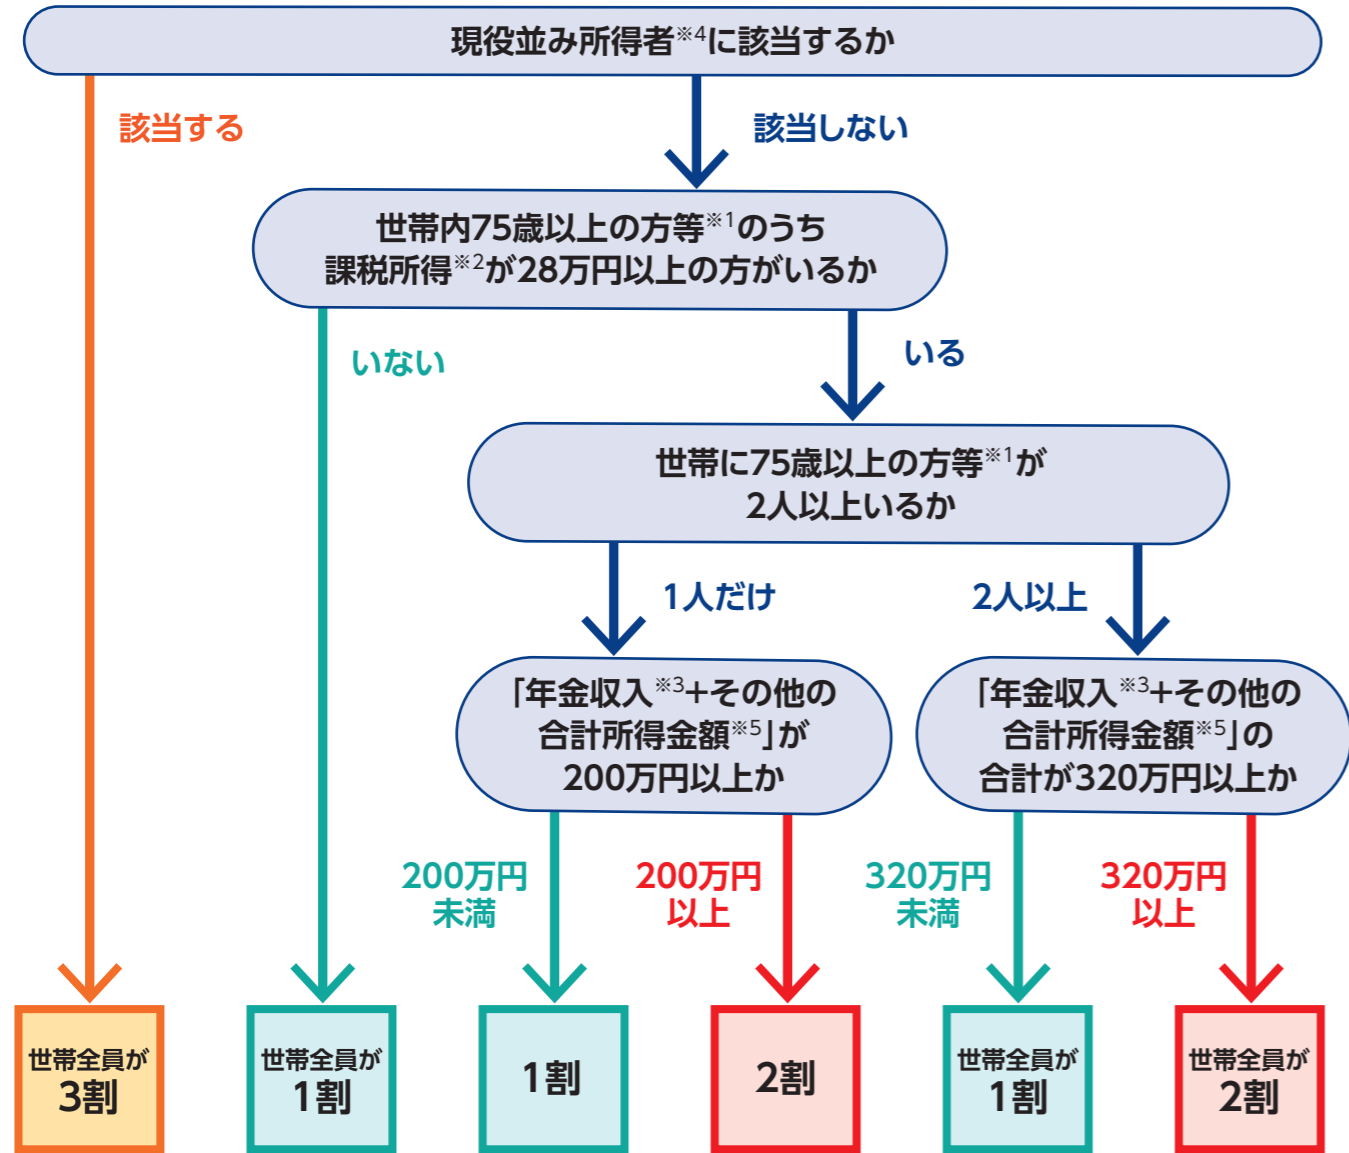 現役並み所得者※4に該当するか
該当する
該当しない
世帯内75歳以上の方等※1のうち
課税所得※2が28万円以上の方がいるか
いない
いる
世帯に75歳以上の方等※1が
2人以上いるか
1人だけ
2人以上
「年金収入※3+その他の
合計所得金額※5」が
200万円以上か
「年金収入※3+その他の
合計所得金額※5」の
合計が320万円以上か
200万円
未満
200万円
以上
320万円
未満
320万円
以上
世帯全員が
3割
世帯全員が
1割
1割
2割
世帯全員が
1割
世帯全員が
2割